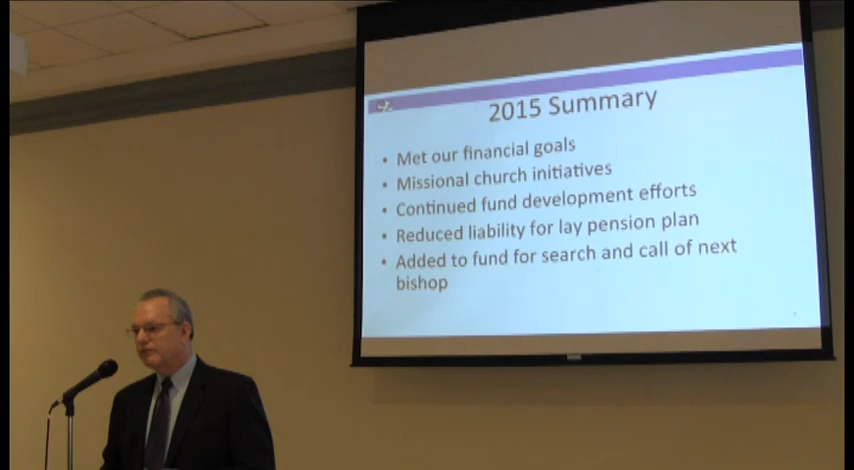 2015 Summary
• Met our financial goals
• Missional church initiatives
• Continued fund development efforts
• Reduced liability for lay pension plan
• Added to fund for search and call of next
bishop